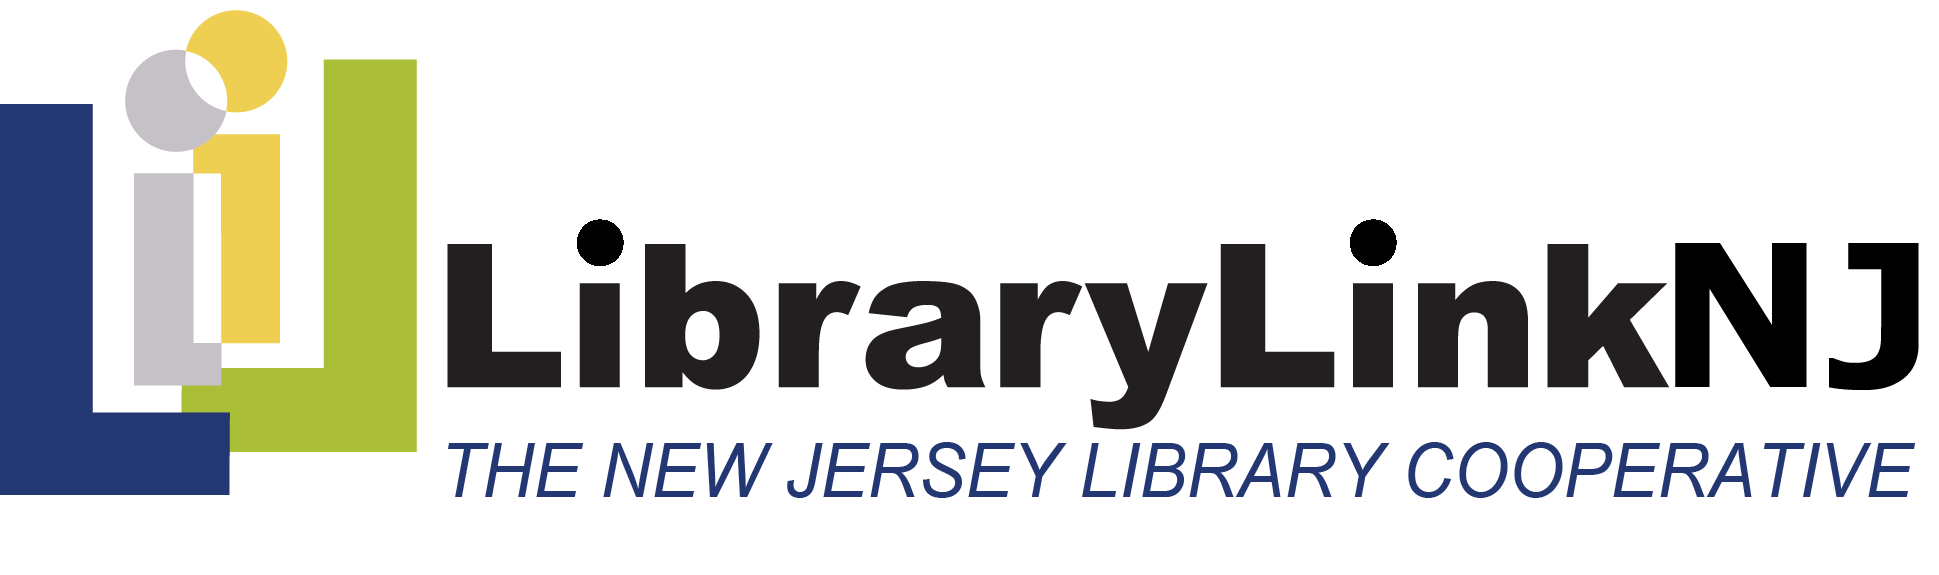 LibraryLinkNJ
THE NEW JERSEY LIBRARY COOPERATIVE